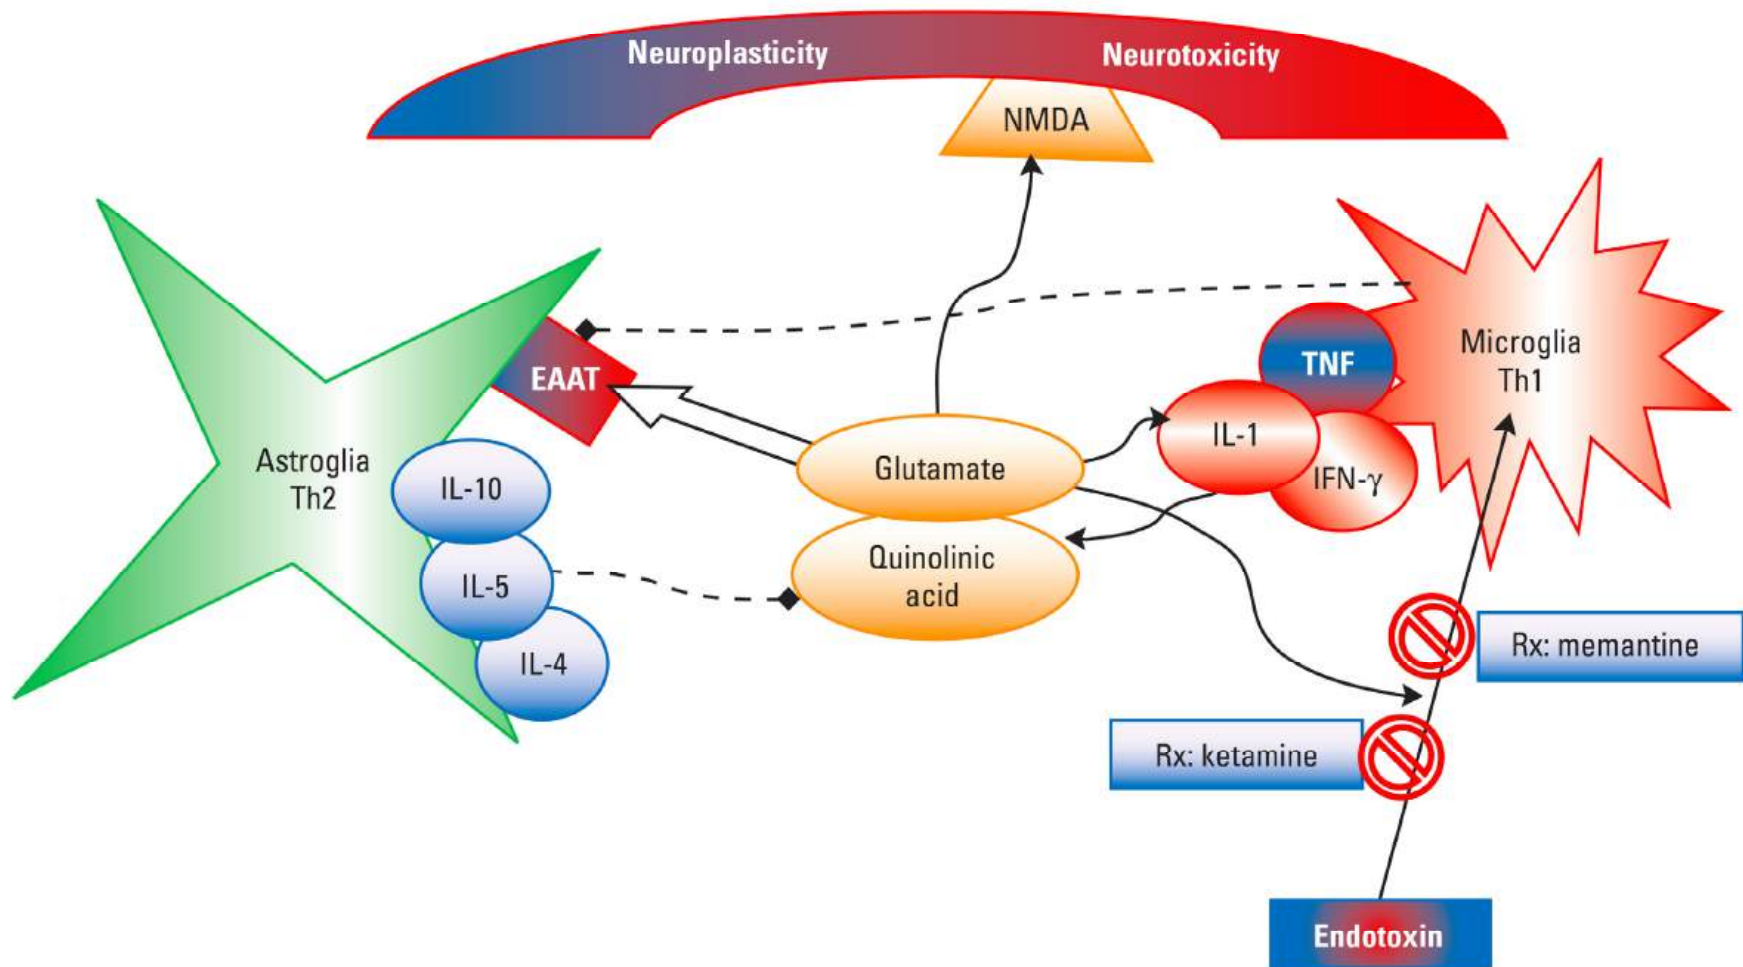 Neuroplasticity
Neurotoxicity
NMDA
EAAT
TNF
Microglia
Th1
IL-1
IFN-γ
Astroglia
Th2
IL-10
IL-5
IL-4
Glutamate
Quinolinic
acid
Rx: memantine
Rx: ketamine
Endotoxin